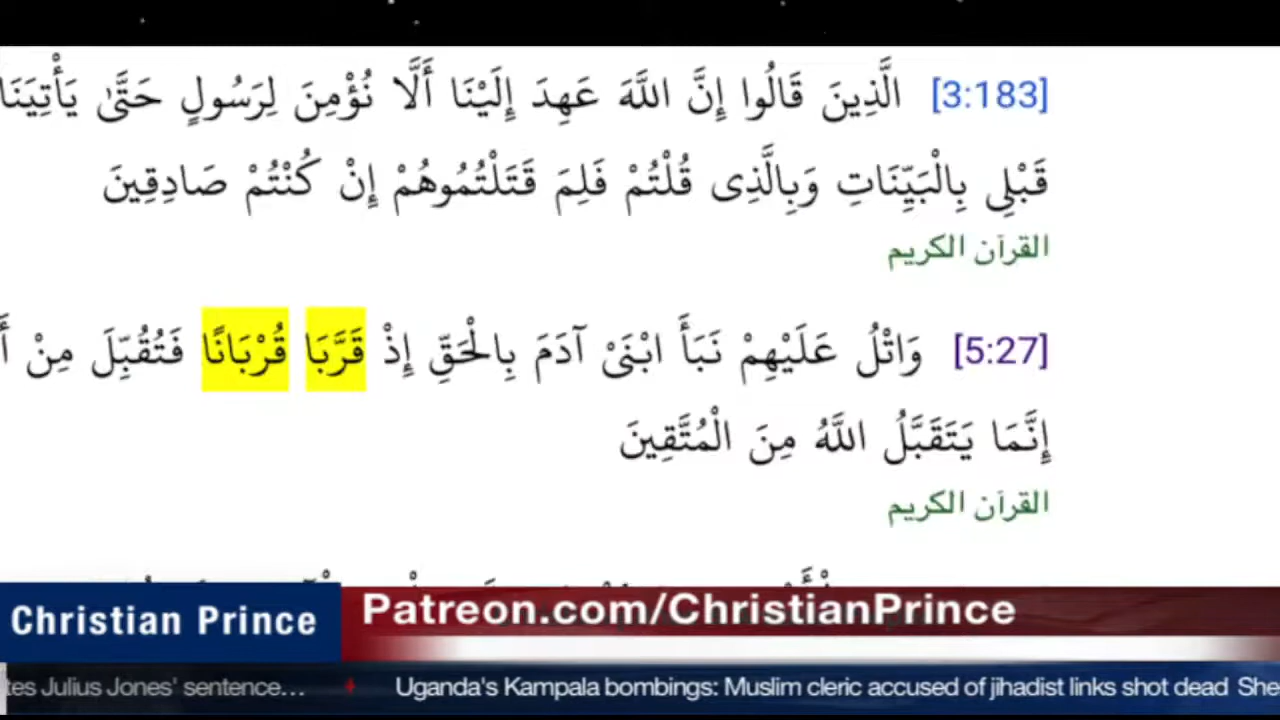 [3:183] الَّذِينَ قَالُوا إِنَّ اللَّهَ عَهِدَ إِلَيْنَا أَلَّا نُؤْمِنَ لِرَسُولٍ حَتَّىٰ يَأْتِيَنَا
قَبْلِى بِالْبَيِّنَاتِ وَبِالَّذِى قُلْتُمْ فَلِمَ قَتَلْتُمُوهُمْ إِنْ كُنْتُمْ صَادِقِينَ
القرآن الكريم
[5:27] وَاتْلُ عَلَيْهِمْ نَبَأَ ابْنَىْ آدَمَ بِالْحَقِّ إِذْ قَرَّبَا قُرْبَانًا فَتُقُبِّلَ مِنْ
إِنَّمَا يَتَقَبَّلُ اللَّهُ مِنَ الْمُتَّقِينَ
القرآن الكريم
Christian Prince
Patreon.com/ChristianPrince
tes Julius Jones' sentence... Uganda's Kampala bombings: Muslim cleric accused of jihadist links shot dead She